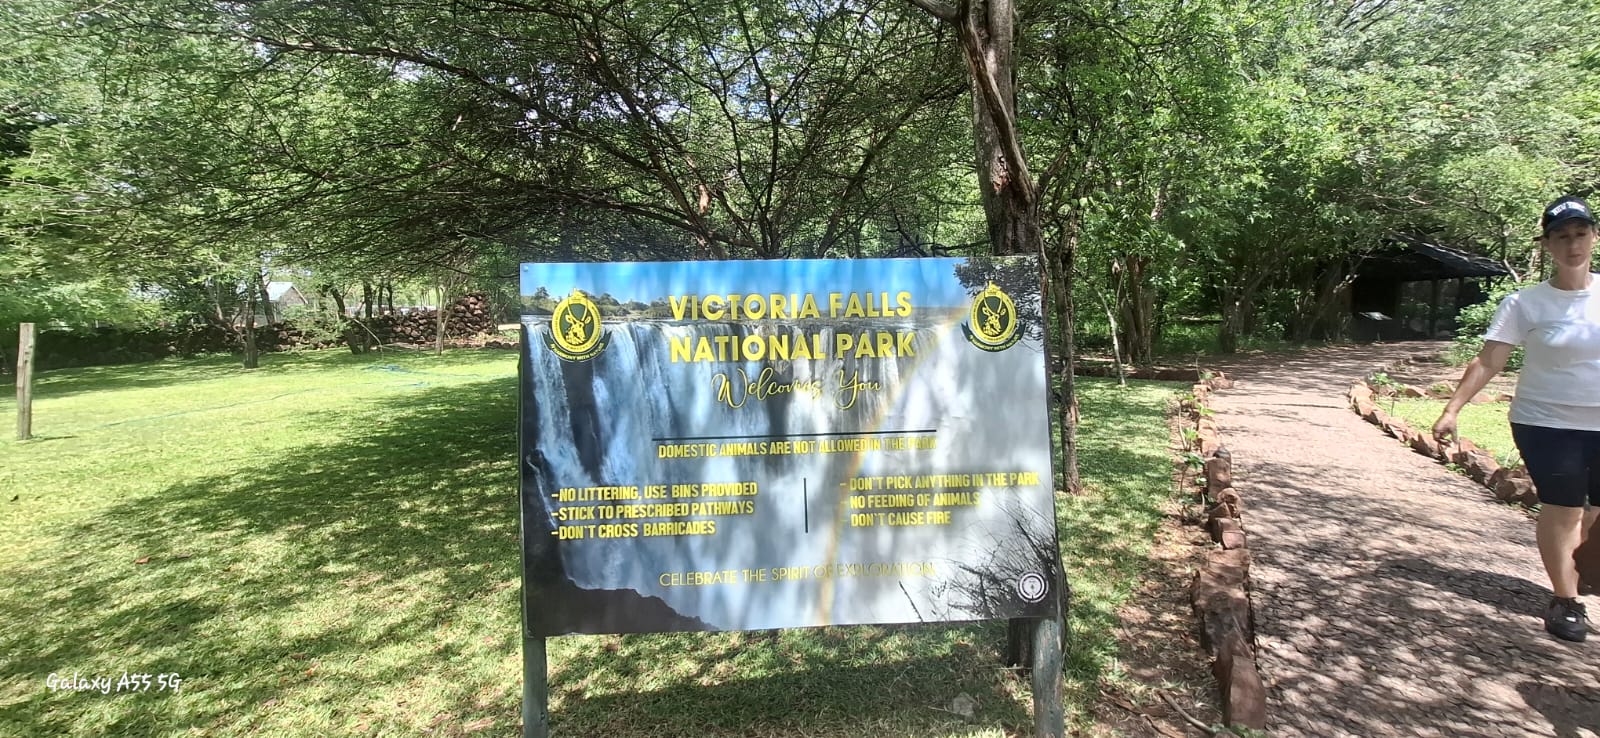 VICTORIA FALLS
NATIONAL PARK
Welcomes You
DOMESTIC ANIMALS ARE NOT ALLOWED IN THE PARK
-NO LITTERING, USE BINS PROVIDED
-STICK TO PRESCRIBED PATHWAYS
-DON'T CROSS BARRICADES
- DON'T PICK ANYTHING IN THE PARK
- NO FEEDING OF ANIMALS
- DON'T CAUSE FIRE
CELEBRATE THE SPIRIT OF EXPLORATION
Galaxy A55 5G